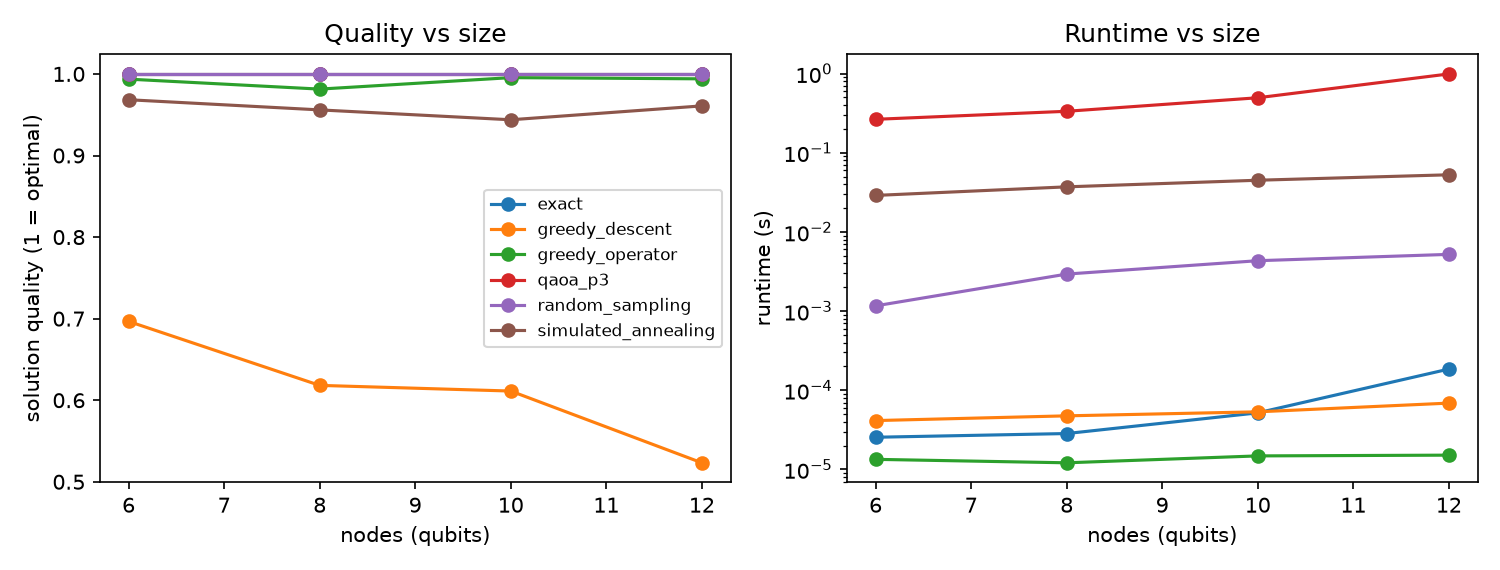 Quality vs size
solution quality (1 = optimal)
1.0
0.9
0.8
0.7
0.6
0.5
6
7
8
9
10
11
12
nodes (qubits)
exact
greedy_descent
greedy_operator
qaoa_p3
random_sampling
simulated_annealing
Runtime vs size
runtime (s)
10⁰
10⁻¹
10⁻²
10⁻³
10⁻⁴
10⁻⁵
6
7
8
9
10
11
12
nodes (qubits)